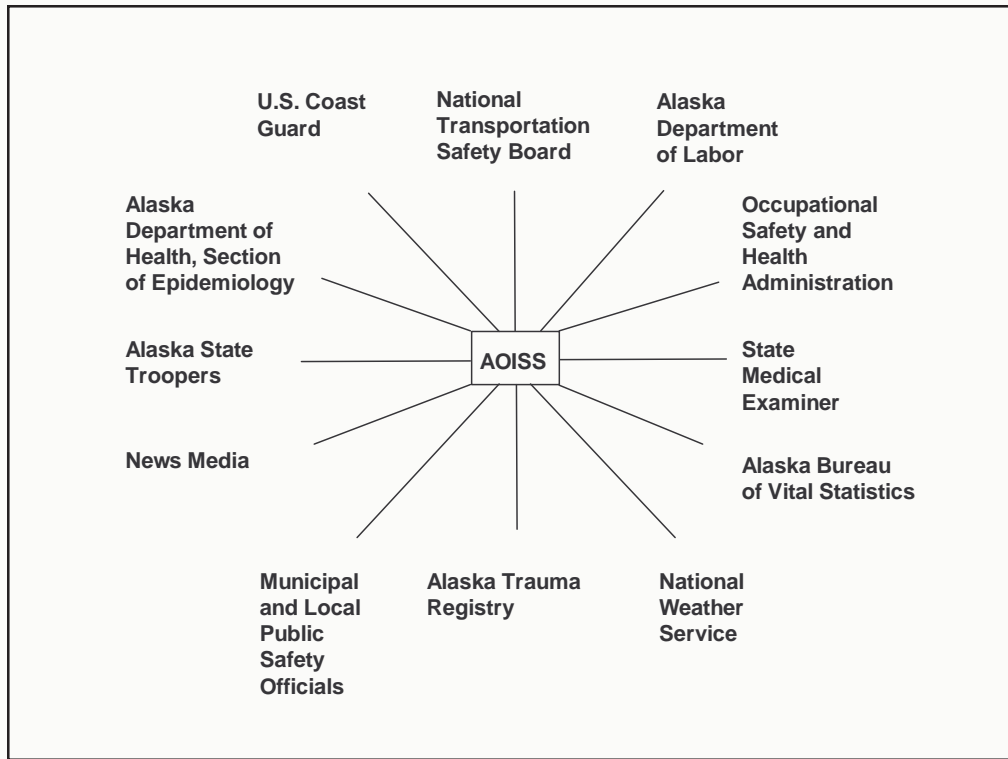 U.S. Coast
Guard
National
Transportation
Safety Board
Alaska
Department
of Labor
Alaska
Department of
Health, Section
of Epidemiology
Occupational
Safety and
Health
Administration
AOISS
Alaska State
Troopers
State
Medical
Examiner
News Media
Alaska Bureau
of Vital Statistics
Municipal
and Local
Public
Safety
Officials
Alaska Trauma
Registry
National
Weather
Service